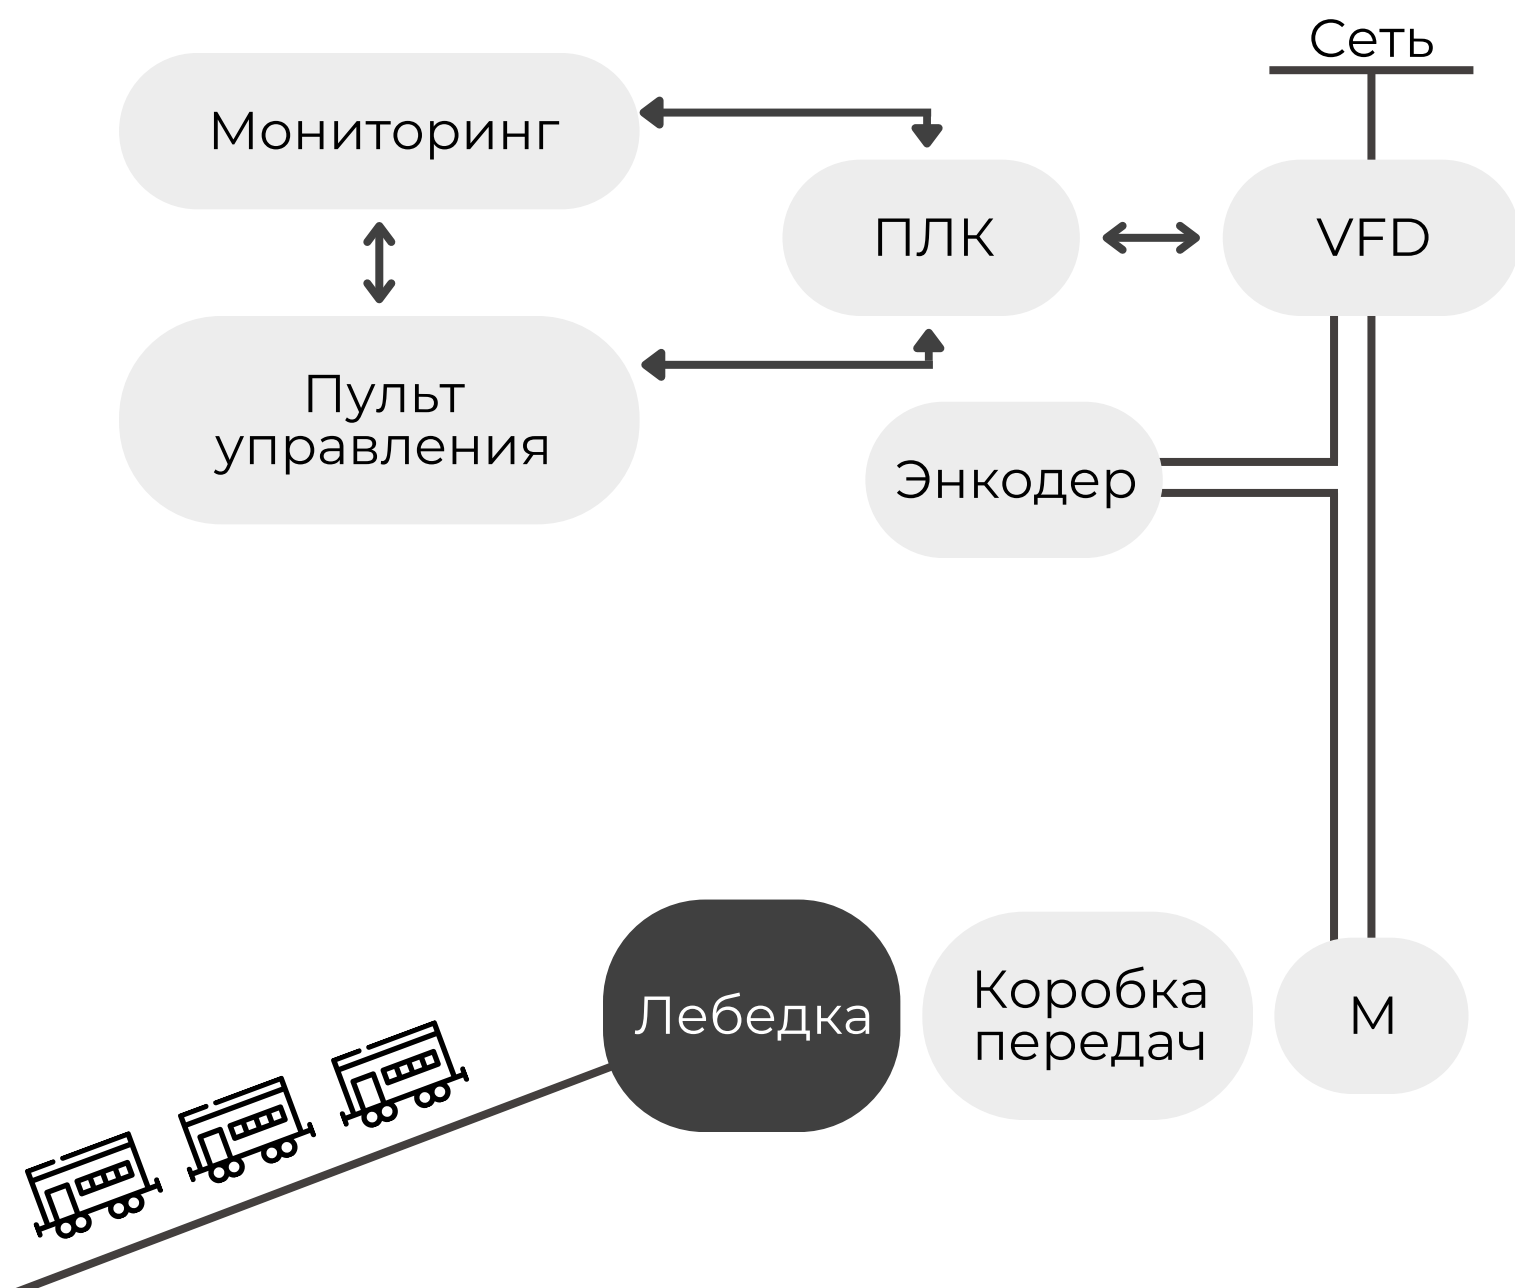 Сеть
Мониторинг
ПЛК
VFD
Пульт
управления
Энкодер
Лебедка
Коробка
передач
М